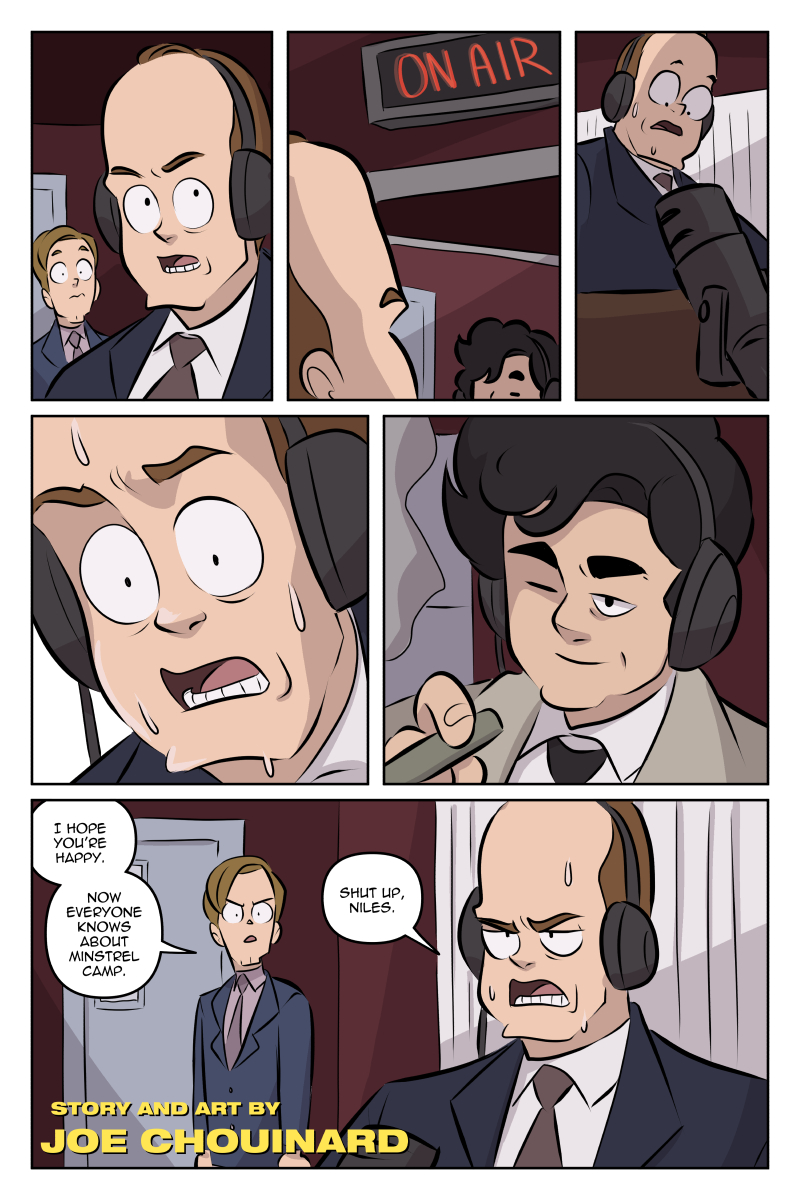 ON AIR
I HOPE
YOU'RE
HAPPY.
NOW
EVERYONE
KNOWS
ABOUT
MINSTREL
CAMP.
SHUT UP,
NILES.
STORY AND ART BY
JOE CHOUINARD